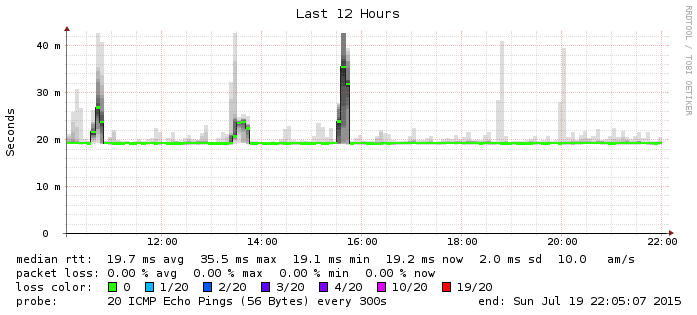 Last 12 Hours
RRDTOOL / TOBI OETIKER
Seconds
40 m
30 m
20 m
10 m
0
12:00 14:00 16:00 18:00 20:00 22:00
median rtt: 19.7 ms avg 35.5 ms max 19.1 ms min 19.2 ms now 2.0 ms sd 10.0 am/s
packet loss: 0.00 % avg 0.00 % max 0.00 % min 0.00 % now
loss color: 0 1/20 2/20 3/20 4/20 10/20 19/20
probe: 20 ICMP Echo Pings (56 Bytes) every 300s end: Sun Jul 19 22:05:07 2015